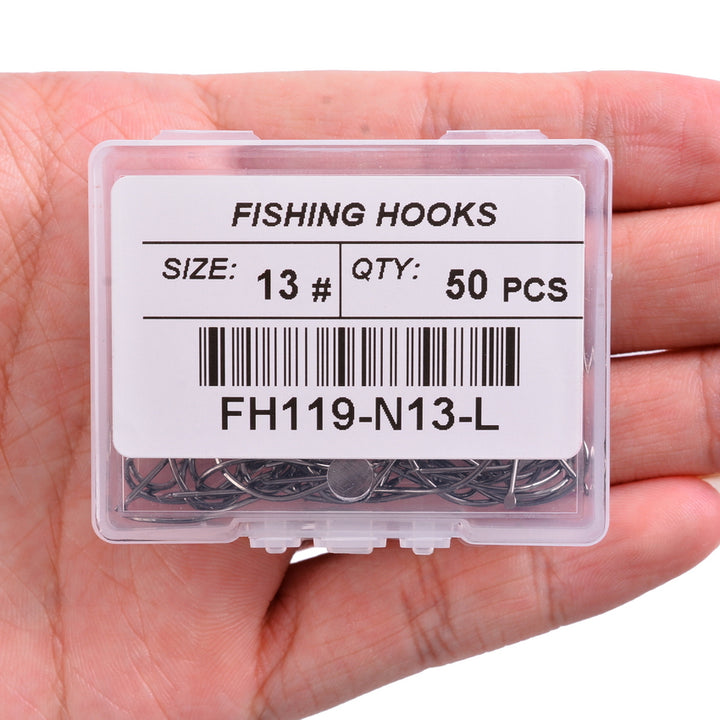 FISHING HOOKS
SIZE: 13 # QTY: 50 PCS
FH119-N13-L